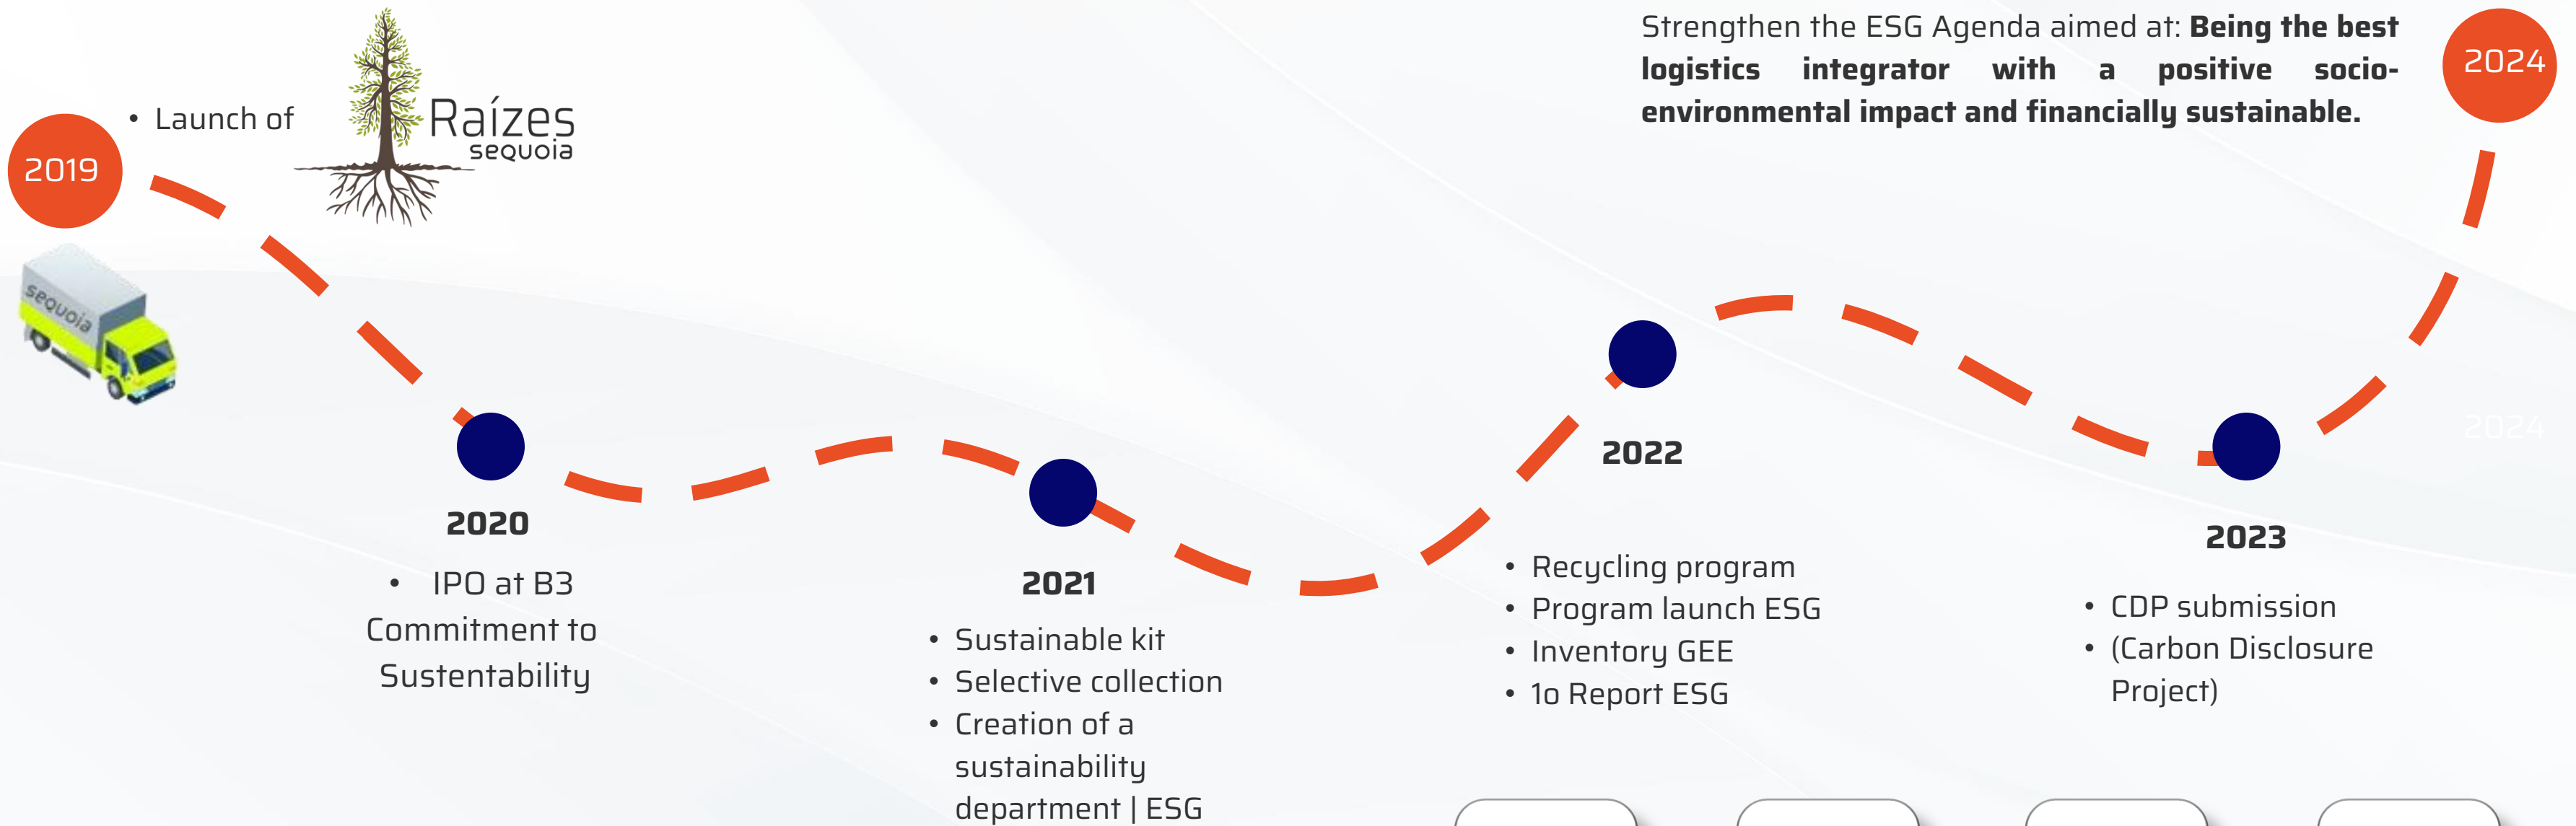 2019
• Launch of
Raízes
sequoia
sequoia
Strengthen the ESG Agenda aimed at: Being the best
logistics integrator with a positive socio-
environmental impact and financially sustainable.
2024
2020
• IPO at B3
Commitment to
Sustentability
2021
• Sustainable kit
• Selective collection
• Creation of a
sustainability
department | ESG
2022
• Recycling program
• Program launch ESG
• Inventory GEE
• 1o Report ESG
2023
• CDP submission
• (Carbon Disclosure
Project)
2024